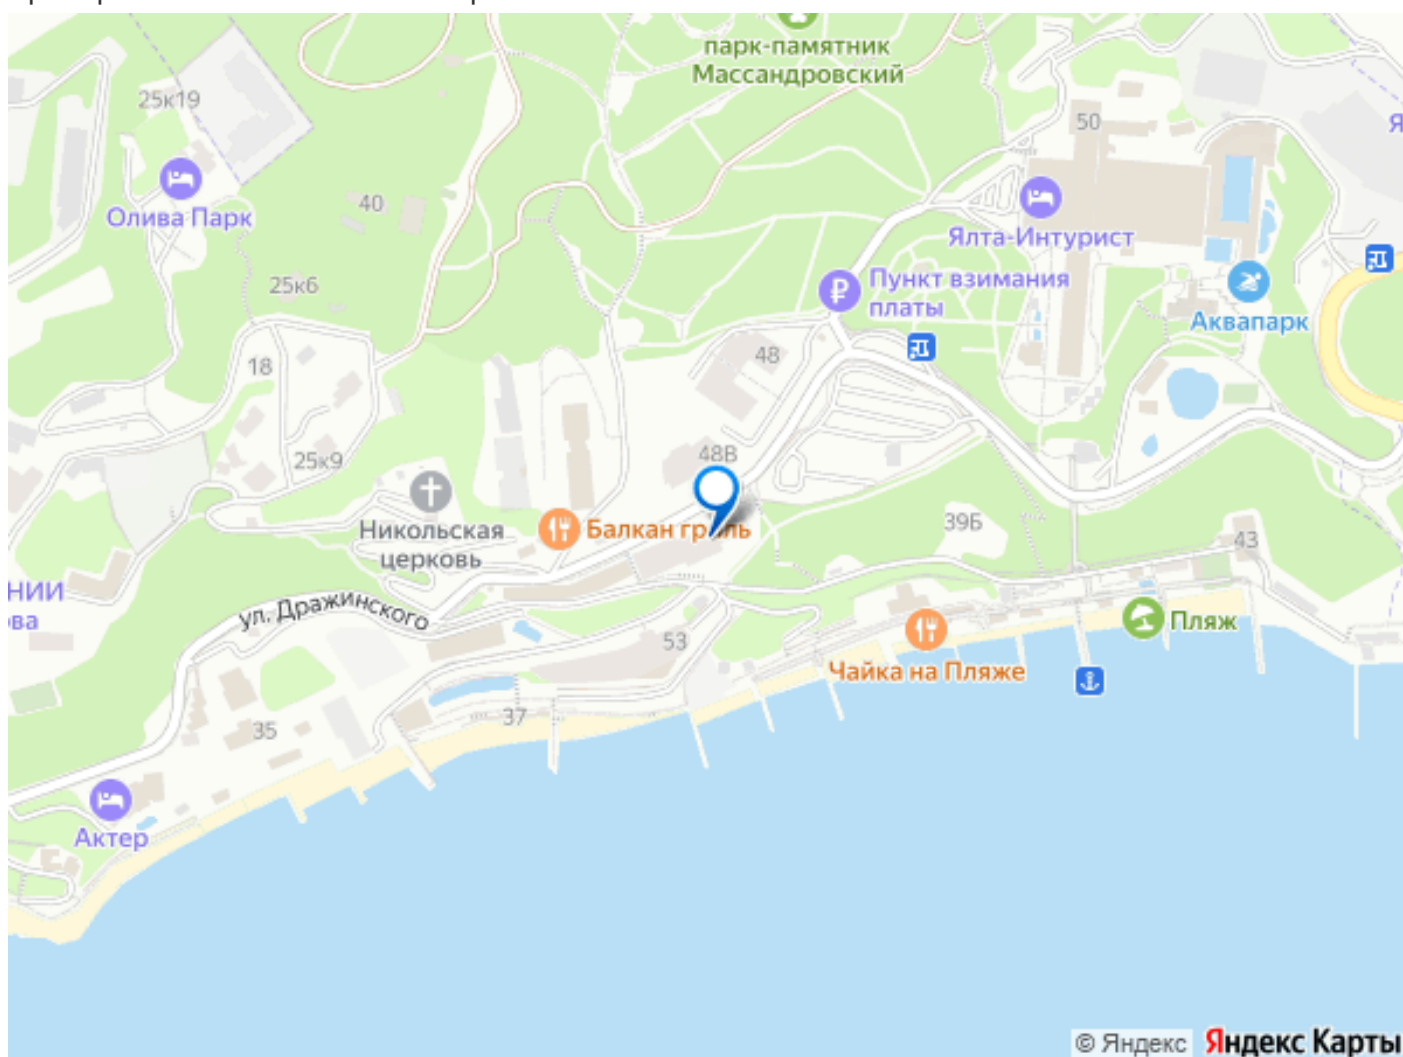 парк-памятник
Массандровский
25к19
50
Я
Олива Парк
40
Ялта-Интурист
25к6
Пункт взимания
платы
Аквапарк
48
18
48В
25к9
Никольская
церковь
Балкан гриль
39Б
43
НИИ
ва
ул. Дражинского
53
Пляж
Чайка на Пляже
37
35
Актер
© Яндекс Яндекс Карты